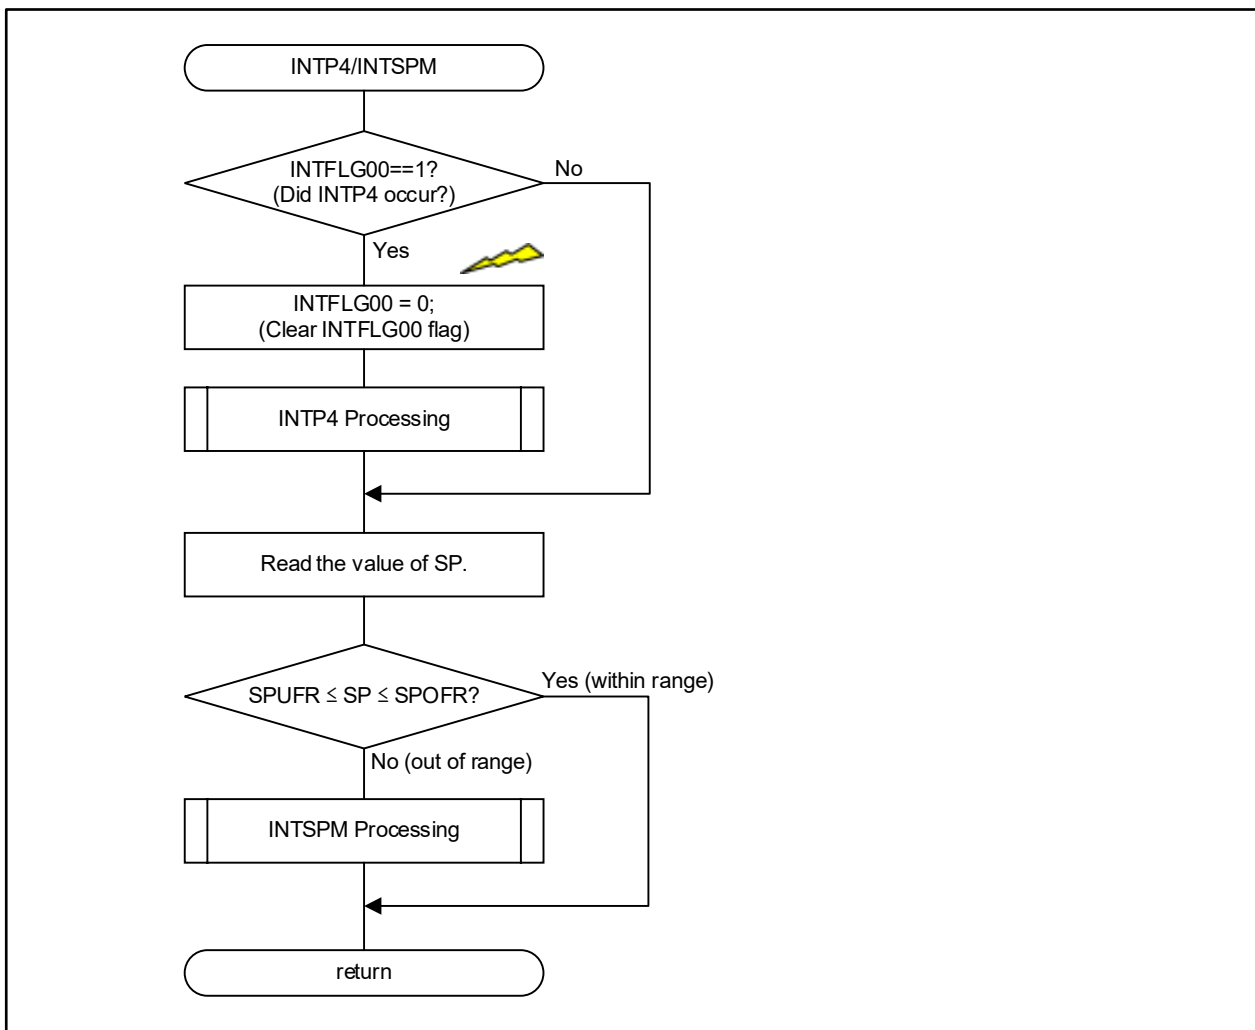 INTP4/INTSPM
INTFLG00==1?
(Did INTP4 occur?)
No
Yes
INTFLG00 = 0;
(Clear INTFLG00 flag)
INTP4 Processing
Read the value of SP.
SPUFR ≤ SP ≤ SPOFR?
Yes (within range)
No (out of range)
INTSPM Processing
return